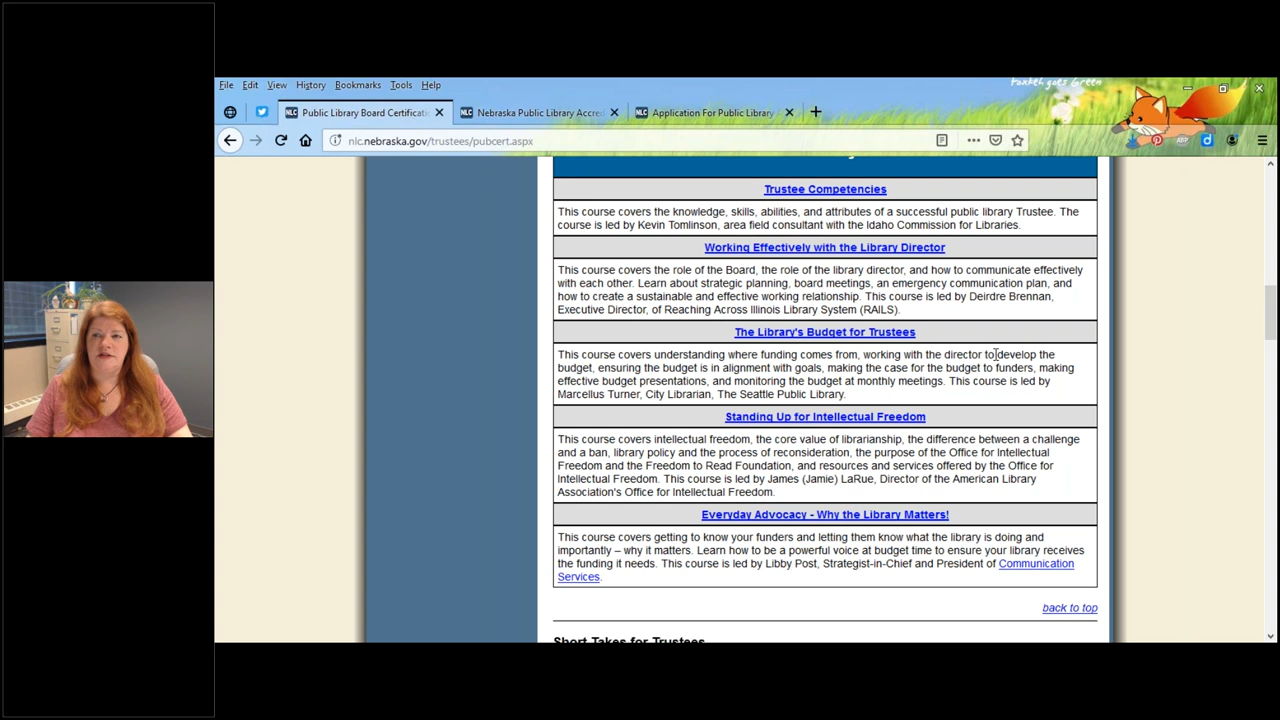 Foxkeh goes Green
File Edit View History Bookmarks Tools Help
NLC Public Library Board Certificati
NLC Nebraska Public Library Accre
NLC Application For Public Library
nlc.nebraska.gov/trustees/pubcert.aspx
Trustee Competencies
This course covers the knowledge, skills, abilities, and attributes of a successful public library Trustee. The
course is led by Kevin Tomlinson, area field consultant with the Idaho Commission for Libraries.
Working Effectively with the Library Director
This course covers the role of the Board, the role of the library director, and how to communicate effectively
with each other. Learn about strategic planning, board meetings, an emergency communication plan, and
how to create a sustainable and effective working relationship. This course is led by Deirdre Brennan,
Executive Director, of Reaching Across Illinois Library System (RAILS).
The Library's Budget for Trustees
This course covers understanding where funding comes from, working with the director to develop the
budget, ensuring the budget is in alignment with goals, making the case for the budget to funders, making
effective budget presentations, and monitoring the budget at monthly meetings. This course is led by
Marcellus Turner, City Librarian, The Seattle Public Library.
Standing Up for Intellectual Freedom
This course covers intellectual freedom, the core value of librarianship, the difference between a challenge
and a ban, library policy and the process of reconsideration, the purpose of the Office for Intellectual
Freedom and the Freedom to Read Foundation, and resources and services offered by the Office for
Intellectual Freedom. This course is led by James (Jamie) LaRue, Director of the American Library
Association's Office for Intellectual Freedom.
Everyday Advocacy - Why the Library Matters!
This course covers getting to know your funders and letting them know what the library is doing and
importantly – why it matters. Learn how to be a powerful voice at budget time to ensure your library receives
the funding it needs. This course is led by Libby Post, Strategist-in-Chief and President of Communication
Services.
back to top
Short Takes for Trustees